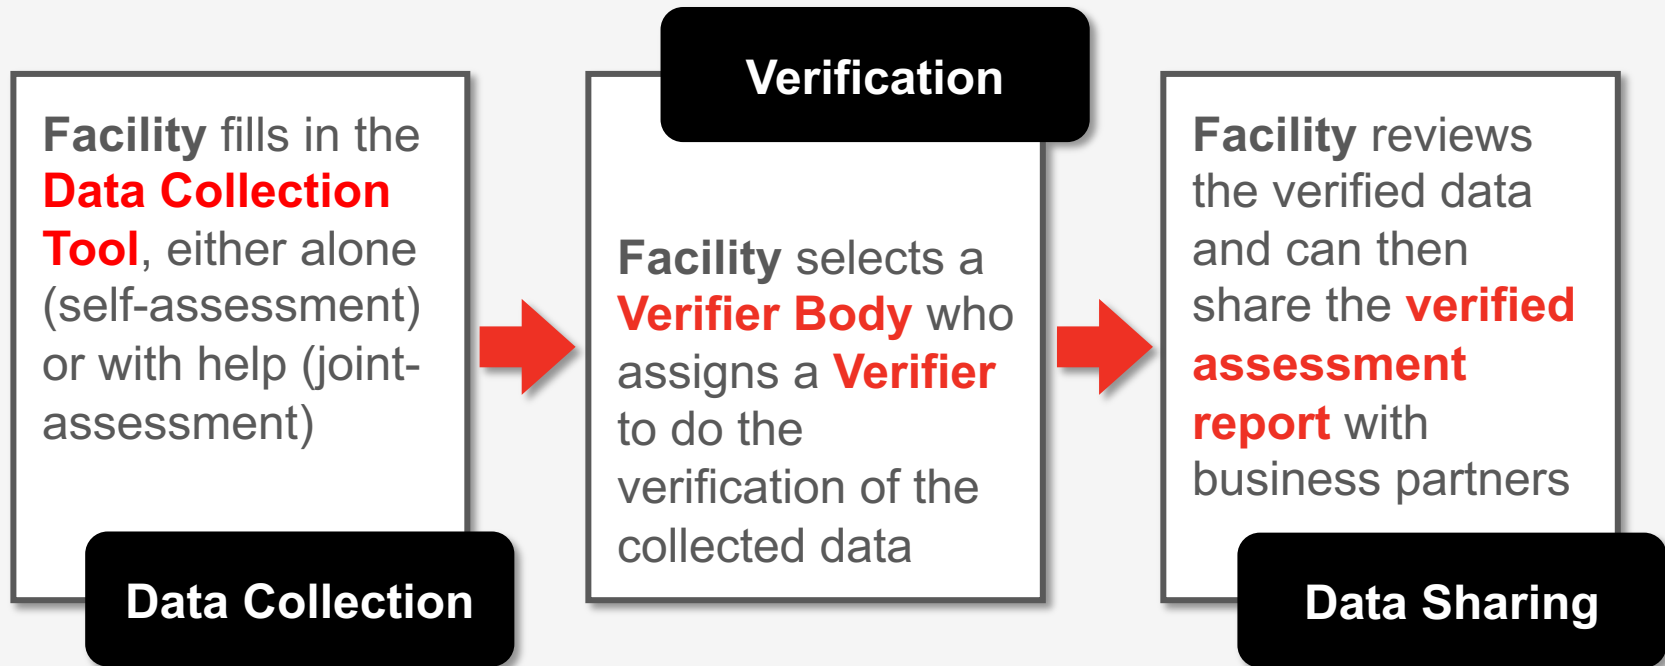 Facility fills in the
Data Collection
Tool, either alone
(self-assessment)
or with help (joint-
assessment)
Data Collection
Verification
Facility selects a
Verifier Body who
assigns a Verifier
to do the
verification of the
collected data
Facility reviews
the verified data
and can then
share the verified
assessment
report with
business partners
Data Sharing